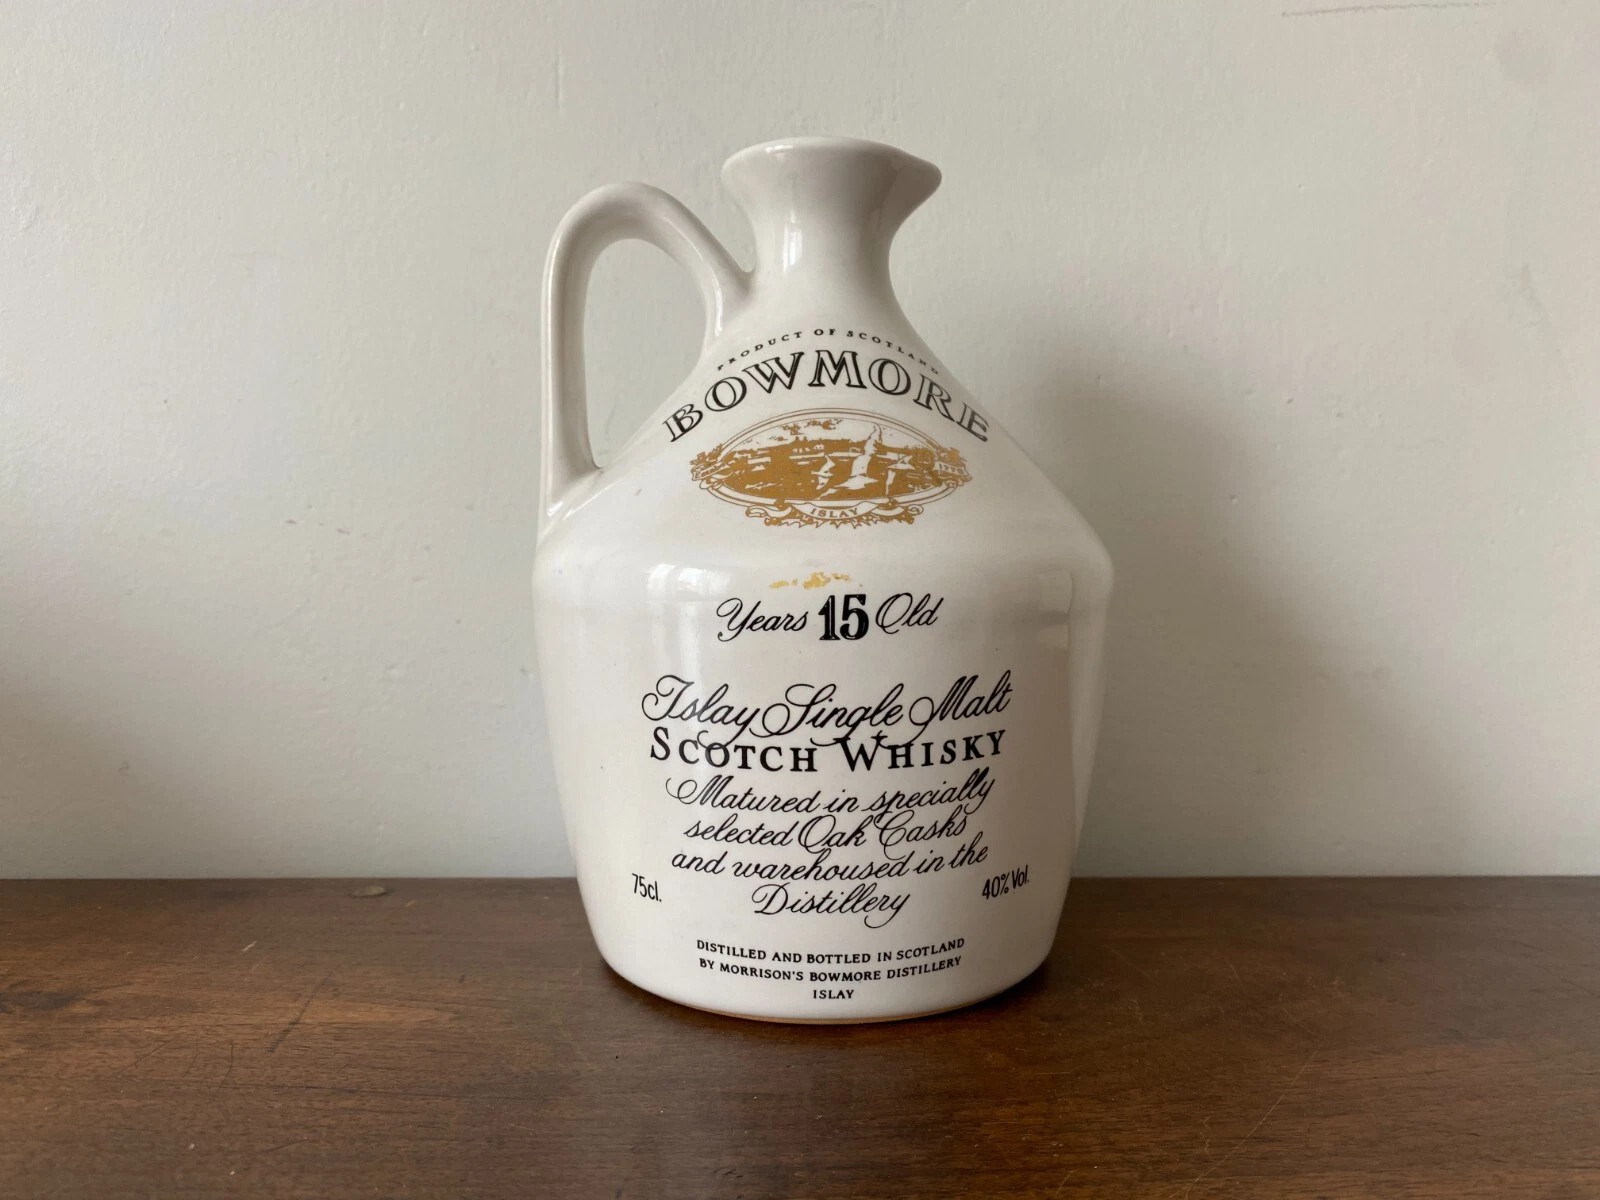 PRODUCT OF SCOTLAND
BOWMORE
1779
ISLAY
Years 15 Old
Islay Single Malt
SCOTCH WHISKY
Matured in specially
selected Oak Casks
and warehoused in the
Distillery
75cl.
40% Vol.
DISTILLED AND BOTTLED IN SCOTLAND
BY MORRISON'S BOWMORE DISTILLERY
ISLAY